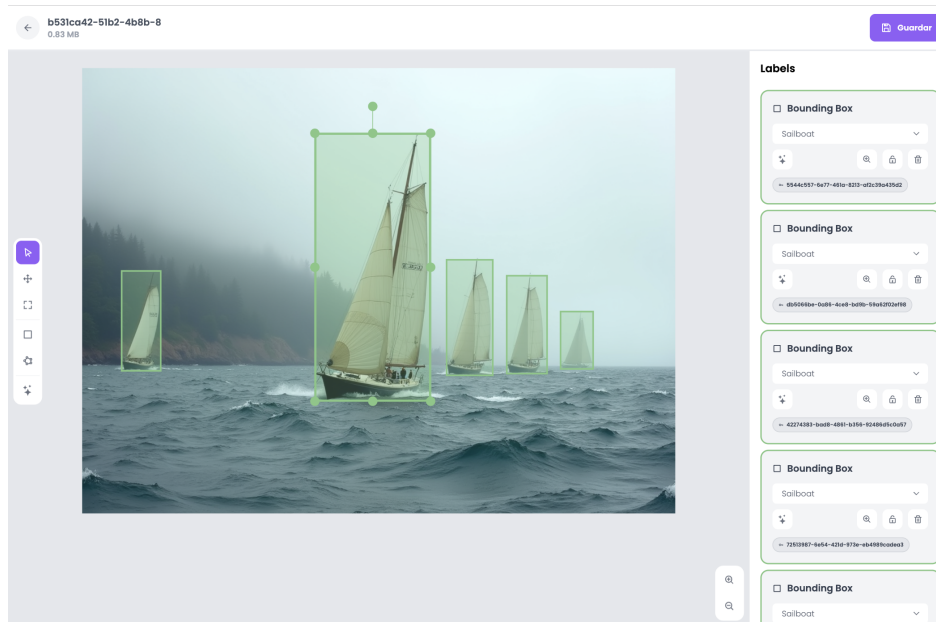 b531ca42-51b2-4b8b-8
0.83 MB
Guardar
Labels
Bounding Box
Sailboat
5544c557-6e77-461a-8213-af2c39a435d2
Bounding Box
Sailboat
db5066be-0a86-4ce8-bd9b-59a62f02ef98
Bounding Box
Sailboat
42274383-bad8-4861-b356-92486d5c0a57
Bounding Box
Sailboat
72513987-6e54-421d-973e-eb4989cadea3
Bounding Box
Sailboat